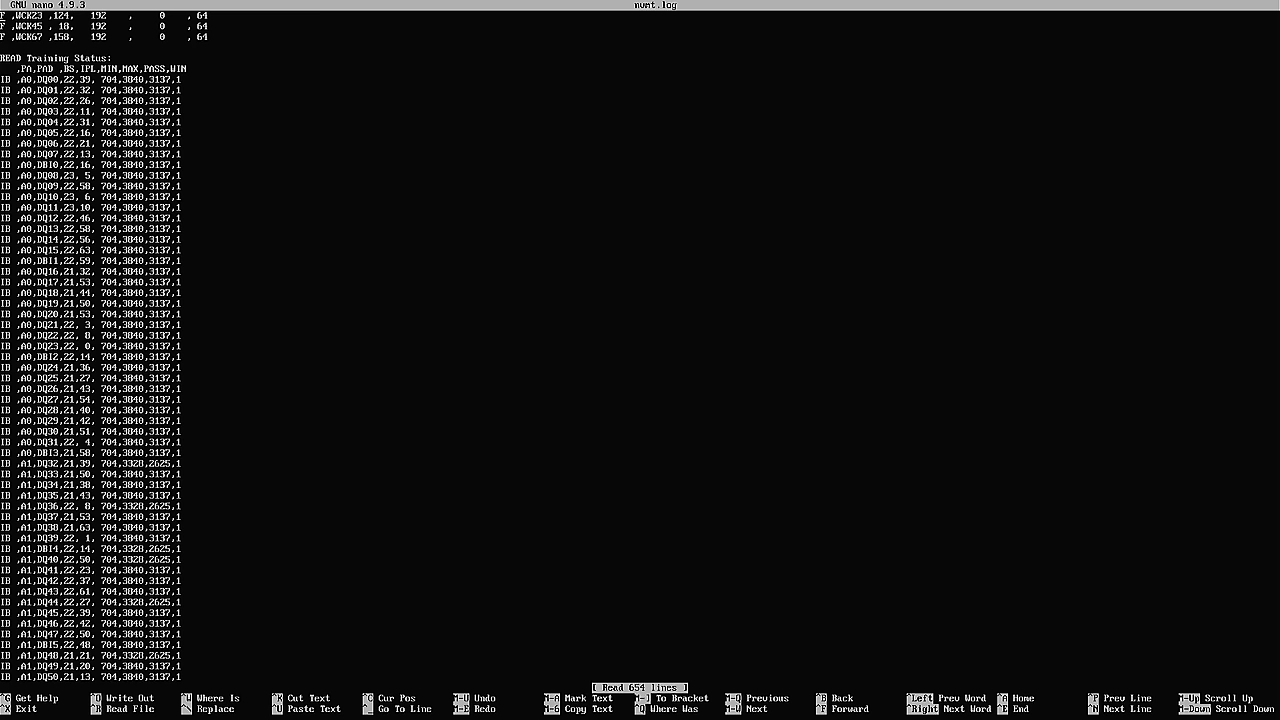 GNU nano 4.9.3 nvmt.log
F ,WCK23 ,124, 192 , 0 , 64
F ,WCK45 , 18, 192 , 0 , 64
F ,WCK67 ,158, 192 , 0 , 64
READ Training Status:
,PA,PAD ,BS,IPL,MIN,MAX,PASS,WIN
IB ,A0,DQ00,22,39, 704,3840,3137,1
IB ,A0,DQ01,22,32, 704,3840,3137,1
IB ,A0,DQ02,22,26, 704,3840,3137,1
IB ,A0,DQ03,22,11, 704,3840,3137,1
IB ,A0,DQ04,22,31, 704,3840,3137,1
IB ,A0,DQ05,22,16, 704,3840,3137,1
IB ,A0,DQ06,22,21, 704,3840,3137,1
IB ,A0,DQ07,22,13, 704,3840,3137,1
IB ,A0,DBI0,22,16, 704,3840,3137,1
IB ,A0,DQ08,23, 5, 704,3840,3137,1
IB ,A0,DQ09,22,58, 704,3840,3137,1
IB ,A0,DQ10,23, 6, 704,3840,3137,1
IB ,A0,DQ11,23,10, 704,3840,3137,1
IB ,A0,DQ12,22,46, 704,3840,3137,1
IB ,A0,DQ13,22,58, 704,3840,3137,1
IB ,A0,DQ14,22,56, 704,3840,3137,1
IB ,A0,DQ15,22,63, 704,3840,3137,1
IB ,A0,DBI1,22,59, 704,3840,3137,1
IB ,A0,DQ16,21,32, 704,3840,3137,1
IB ,A0,DQ17,21,53, 704,3840,3137,1
IB ,A0,DQ18,21,44, 704,3840,3137,1
IB ,A0,DQ19,21,50, 704,3840,3137,1
IB ,A0,DQ20,21,53, 704,3840,3137,1
IB ,A0,DQ21,22, 3, 704,3840,3137,1
IB ,A0,DQ22,22, 8, 704,3840,3137,1
IB ,A0,DQ23,22, 0, 704,3840,3137,1
IB ,A0,DBI2,22,14, 704,3840,3137,1
IB ,A0,DQ24,21,36, 704,3840,3137,1
IB ,A0,DQ25,21,27, 704,3840,3137,1
IB ,A0,DQ26,21,43, 704,3840,3137,1
IB ,A0,DQ27,21,54, 704,3840,3137,1
IB ,A0,DQ28,21,40, 704,3840,3137,1
IB ,A0,DQ29,21,42, 704,3840,3137,1
IB ,A0,DQ30,21,51, 704,3840,3137,1
IB ,A0,DQ31,22, 4, 704,3840,3137,1
IB ,A0,DBI3,21,58, 704,3840,3137,1
IB ,A1,DQ32,21,39, 704,3328,2625,1
IB ,A1,DQ33,21,50, 704,3840,3137,1
IB ,A1,DQ34,21,38, 704,3840,3137,1
IB ,A1,DQ35,21,43, 704,3840,3137,1
IB ,A1,DQ36,22, 8, 704,3328,2625,1
IB ,A1,DQ37,21,53, 704,3840,3137,1
IB ,A1,DQ38,21,63, 704,3840,3137,1
IB ,A1,DQ39,22, 1, 704,3840,3137,1
IB ,A1,DBI4,22,14, 704,3328,2625,1
IB ,A1,DQ40,22,50, 704,3328,2625,1
IB ,A1,DQ41,22,23, 704,3840,3137,1
IB ,A1,DQ42,22,37, 704,3840,3137,1
IB ,A1,DQ43,22,61, 704,3840,3137,1
IB ,A1,DQ44,22,27, 704,3328,2625,1
IB ,A1,DQ45,22,39, 704,3840,3137,1
IB ,A1,DQ46,22,42, 704,3840,3137,1
IB ,A1,DQ47,22,50, 704,3840,3137,1
IB ,A1,DBI5,22,48, 704,3840,3137,1
IB ,A1,DQ48,21,21, 704,3328,2625,1
IB ,A1,DQ49,21,20, 704,3840,3137,1
IB ,A1,DQ50,21,13, 704,3840,3137,1
[ Read 654 lines ]
^G Get Help ^O Write Out ^W Where Is ^K Cut Text ^C Cur Pos M-U Undo M-A Mark Text M-] To Bracket M-Q Previous ^B Back ^Left Prev Word ^A Home ^P Prev Line M-Up Scroll Up
^X Exit ^R Read File ^\ Replace ^U Paste Text ^_ Go To Line M-E Redo M-6 Copy Text ^Q Where Was M-W Next ^F Forward ^Right Next Word ^E End ^N Next Line M-Down Scroll Down